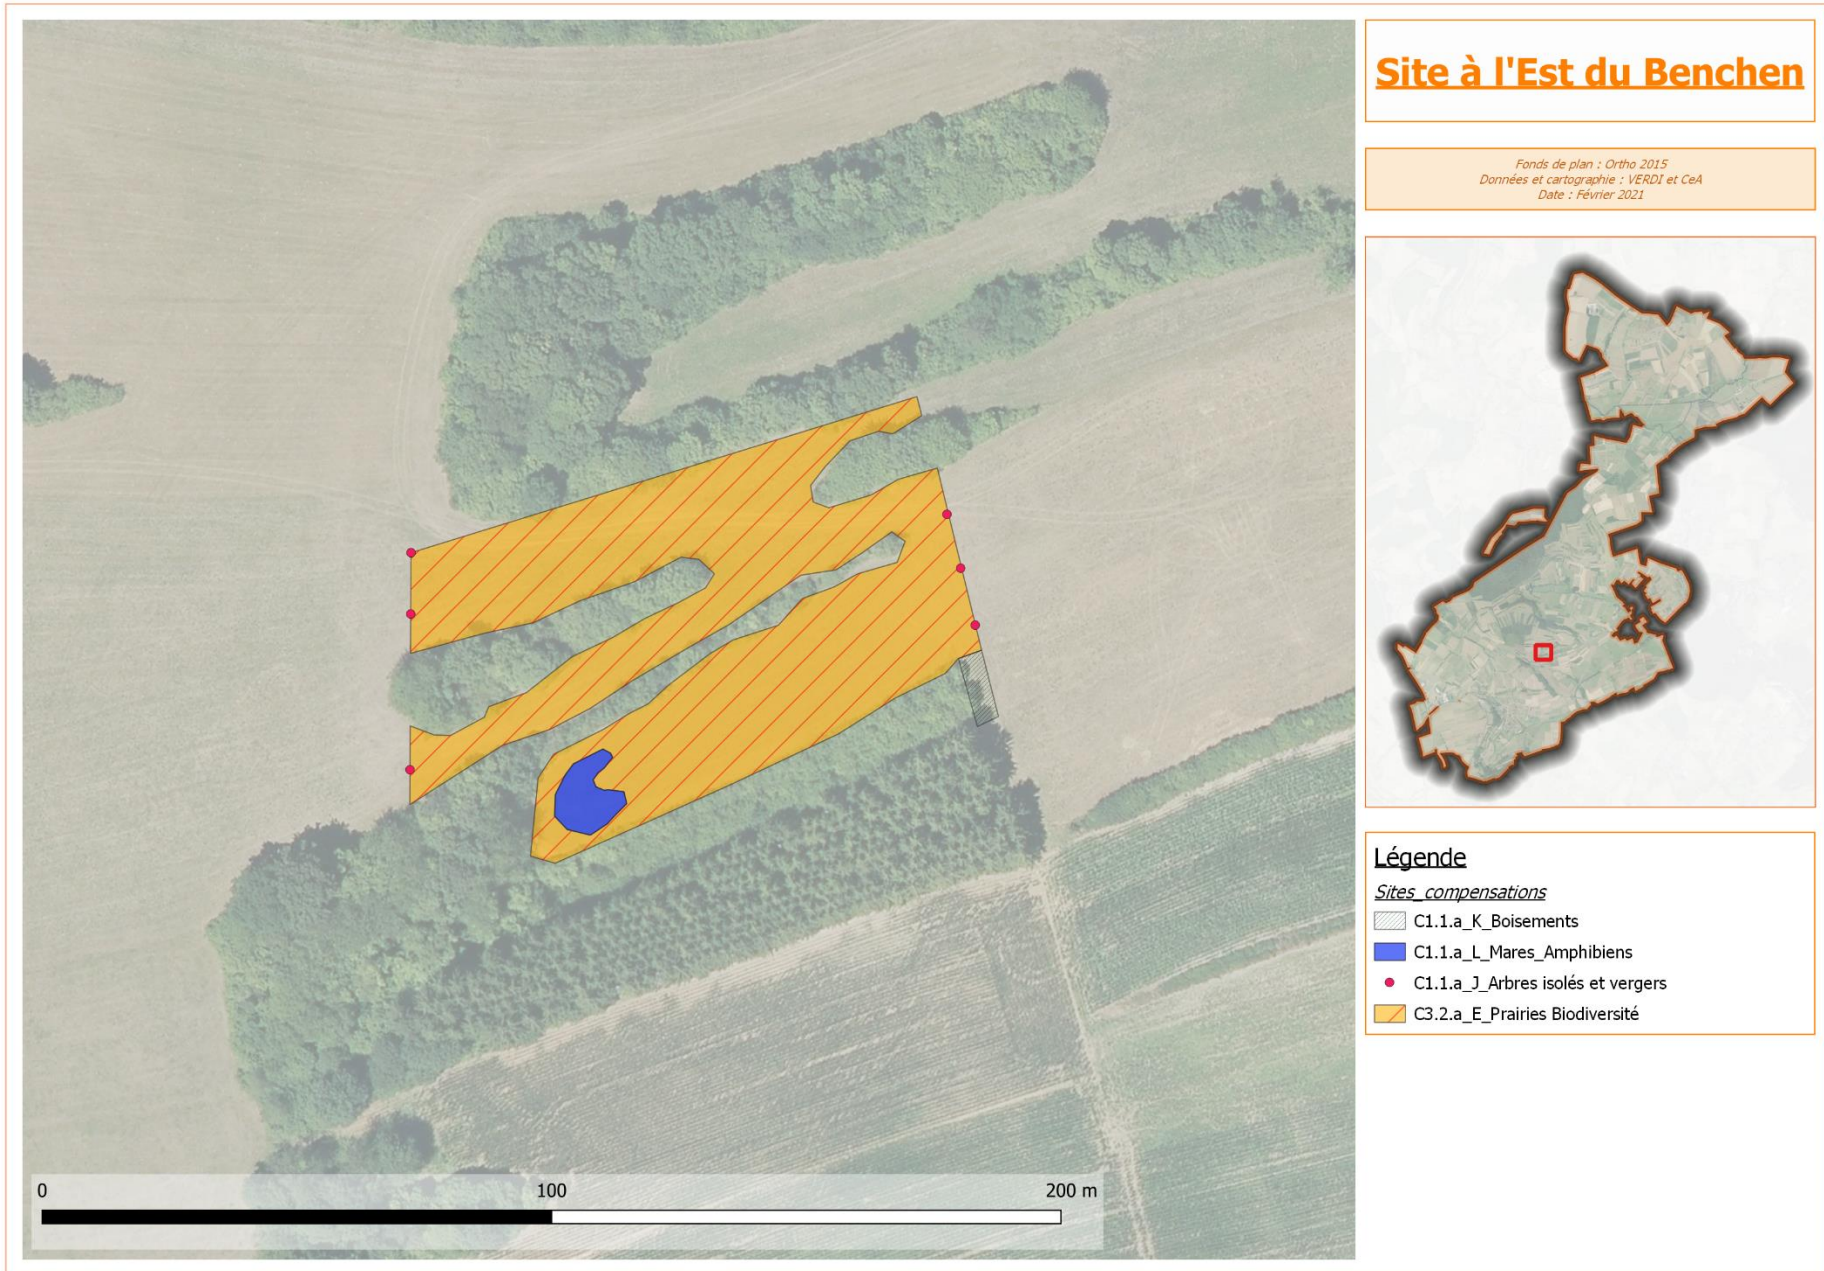 Site à l'Est du Benchen
Fonds de plan : Ortho 2015
Données et cartographie : VERDI et CeA
Date : Février 2021
Légende
Sites_compensations
C1.1.a_K_Boisements
C1.1.a_L_Mares_Amphibiens
C1.1.a_J_Arbres isolés et vergers
C3.2.a_E_Prairies Biodiversité
0 100 200 m